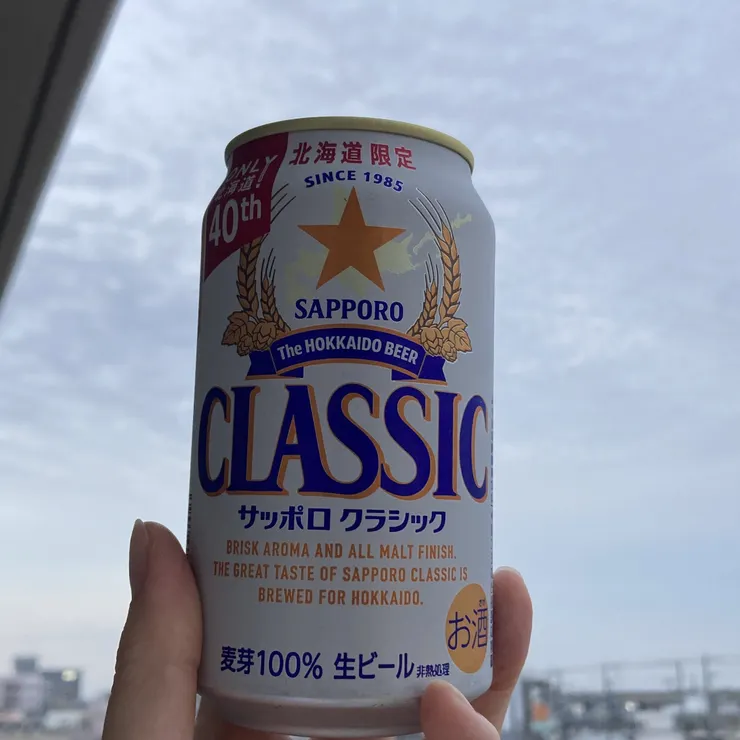 ONLY
北海道!
40th
北海道限定
SINCE 1985
SAPPORO
The HOKKAIDO BEER
CLASSIC
サッポロ クラシック
BRISK AROMA AND ALL MALT FINISH.
THE GREAT TASTE OF SAPPORO CLASSIC IS
BREWED FOR HOKKAIDO.
お酒
麦芽100% 生ビール 非熱処理